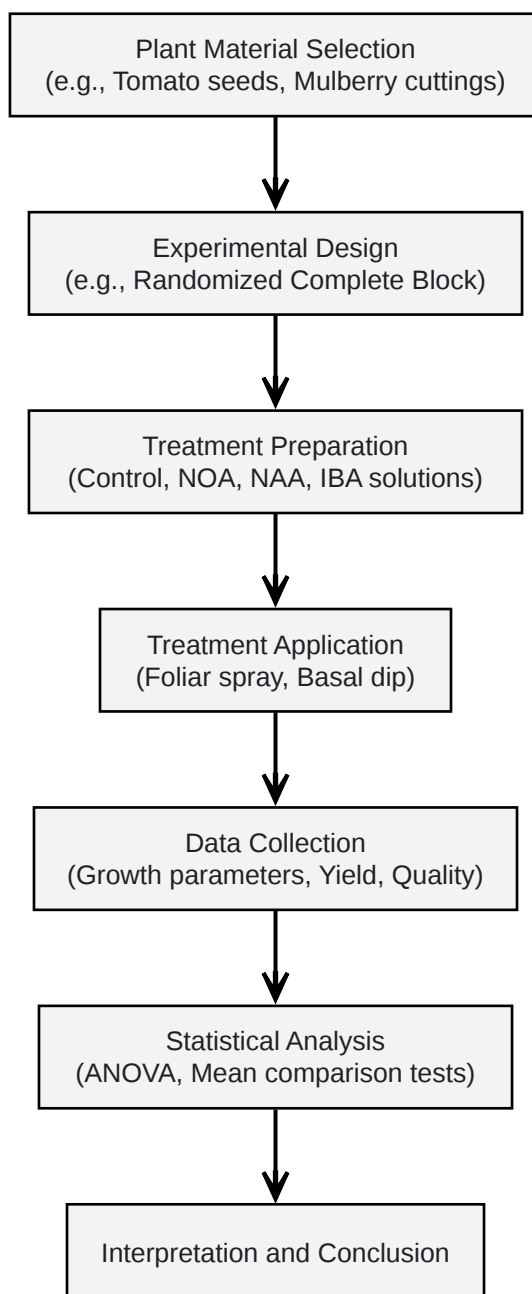 Plant Material Selection
(e.g., Tomato seeds, Mulberry cuttings)
Experimental Design
(e.g., Randomized Complete Block)
Treatment Preparation
(Control, NOA, NAA, IBA solutions)
Treatment Application
(Foliar spray, Basal dip)
Data Collection
(Growth parameters, Yield, Quality)
Statistical Analysis
(ANOVA, Mean comparison tests)
Interpretation and Conclusion